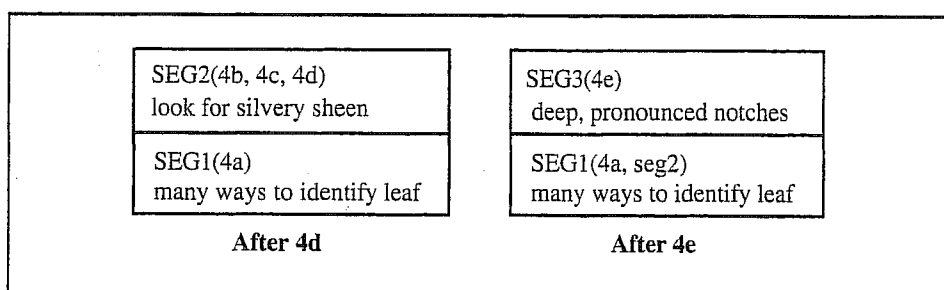 SEG2(4b, 4c, 4d)
look for silvery sheen
SEG1(4a)
many ways to identify leaf
After 4d
SEG3(4e)
deep, pronounced notches
SEG1(4a, seg2)
many ways to identify leaf
After 4e